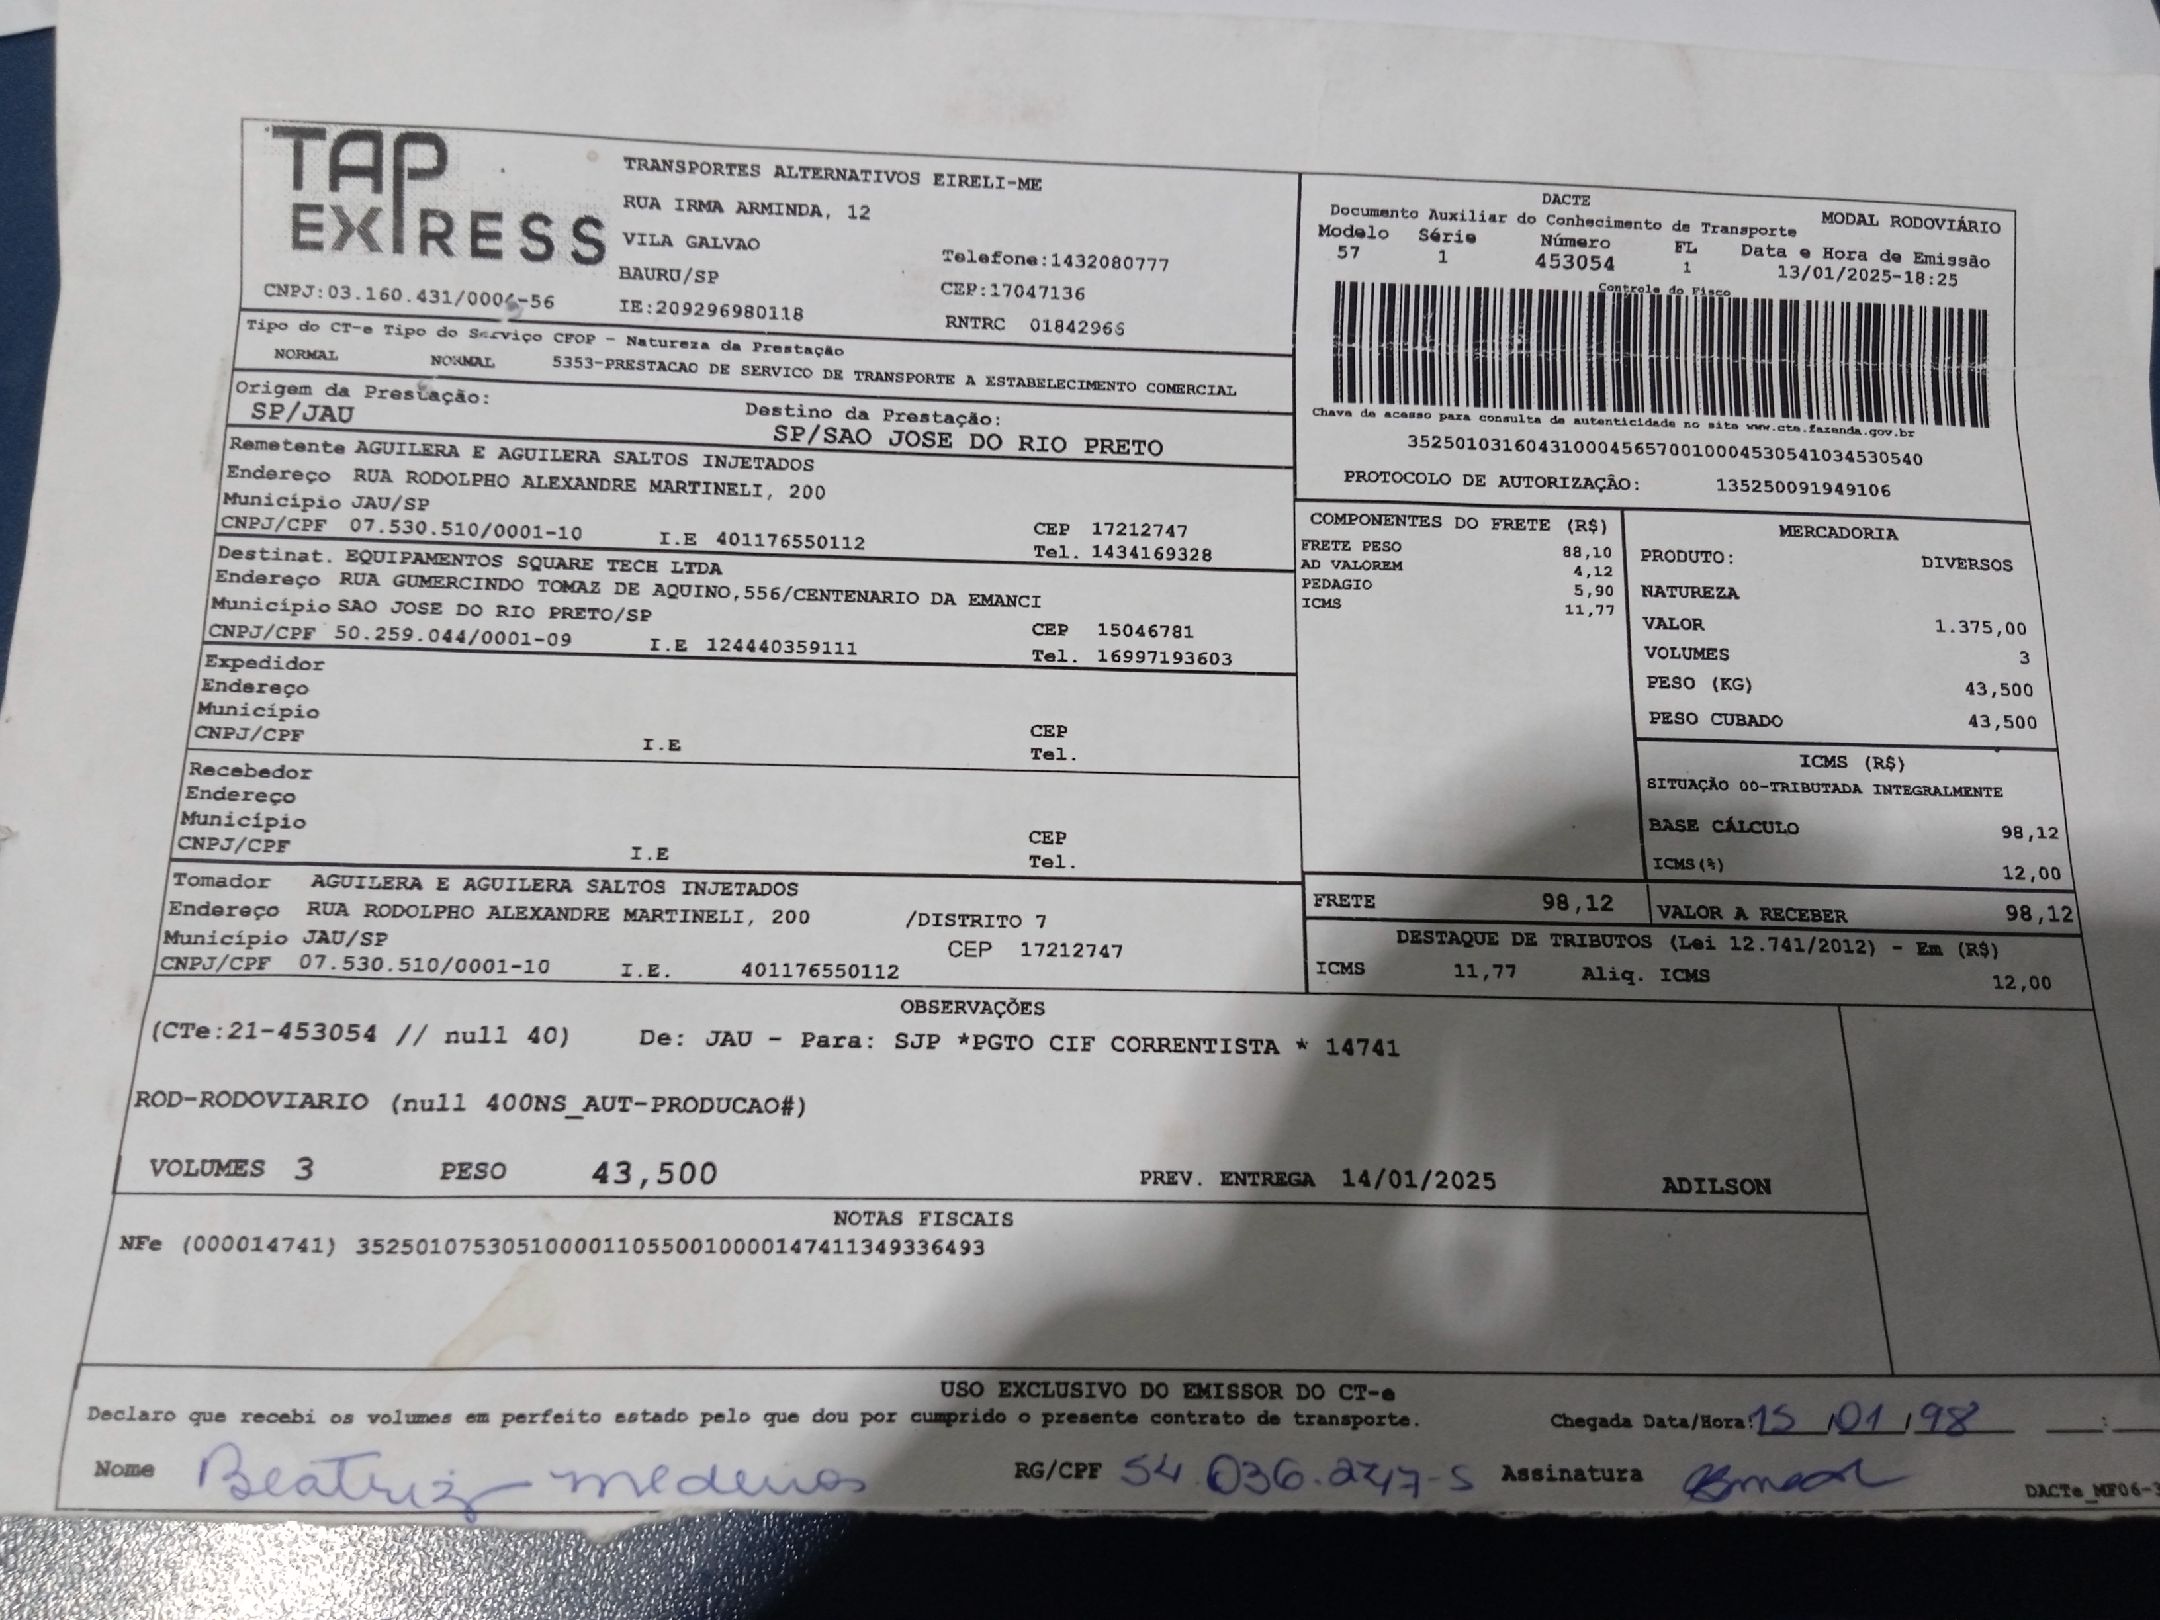 TAP EXPRESS
TRANSPORTES ALTERNATIVOS EIRELI-ME
RUA IRMA ARMINDA, 12
VILA GALVAO
Telefone:1432080777
BAURU/SP
CEP:17047136
CNPJ:03.160.431/0004-56
IE:209296980118
RNTRC 01842966
DACTE
Documento Auxiliar do Conhecimento de Transporte
MODAL RODOVIÁRIO
Modelo Série Número FL Data e Hora de Emissão
57 1 453054 1 13/01/2025-18:25
Controle do Fisco
Chave de acesso para consulta de autenticidade no site www.cte.fazenda.gov.br
35250103160431000456570010004530541034530540
PROTOCOLO DE AUTORIZAÇÃO: 135250091949106
Tipo do CT-e Tipo do Serviço CFOP - Natureza da Prestação
NORMAL NORMAL 5353-PRESTACAO DE SERVICO DE TRANSPORTE A ESTABELECIMENTO COMERCIAL
Origem da Prestação:
SP/JAU
Destino da Prestação:
SP/SAO JOSE DO RIO PRETO
Remetente AGUILERA E AGUILERA SALTOS INJETADOS
Endereço RUA RODOLPHO ALEXANDRE MARTINELI, 200
Município JAU/SP
CEP 17212747
CNPJ/CPF 07.530.510/0001-10 I.E 401176550112 Tel. 1434169328
Destinat. EQUIPAMENTOS SQUARE TECH LTDA
Endereço RUA GUMERCINDO TOMAZ DE AQUINO,556/CENTENARIO DA EMANCI
Município SAO JOSE DO RIO PRETO/SP CEP 15046781
CNPJ/CPF 50.259.044/0001-09 I.E 124440359111 Tel. 16997193603
Expedidor
Endereço
Município CEP
CNPJ/CPF I.E Tel.
Recebedor
Endereço
Município CEP
CNPJ/CPF I.E Tel.
Tomador AGUILERA E AGUILERA SALTOS INJETADOS
Endereço RUA RODOLPHO ALEXANDRE MARTINELI, 200 /DISTRITO 7
Município JAU/SP CEP 17212747
CNPJ/CPF 07.530.510/0001-10 I.E. 401176550112
COMPONENTES DO FRETE (R$)
FRETE PESO 88,10
AD VALOREM 4,12
PEDAGIO 5,90
ICMS 11,77
MERCADORIA
PRODUTO: DIVERSOS
NATUREZA
VALOR 1.375,00
VOLUMES 3
PESO (KG) 43,500
PESO CUBADO 43,500
ICMS (R$)
SITUAÇÃO 00-TRIBUTADA INTEGRALMENTE
BASE CÁLCULO 98,12
ICMS(%) 12,00
FRETE 98,12 VALOR A RECEBER 98,12
DESTAQUE DE TRIBUTOS (Lei 12.741/2012) - Em (R$)
ICMS 11,77 Aliq. ICMS 12,00
OBSERVAÇÕES
(CTe:21-453054 // null 40) De: JAU - Para: SJP *PGTO CIF CORRENTISTA * 14741
ROD-RODOVIARIO (null 400NS_AUT-PRODUCAO#)
VOLUMES 3 PESO 43,500 PREV. ENTREGA 14/01/2025 ADILSON
NOTAS FISCAIS
NFe (000014741) 35250107530510000110550010000147411349336493
USO EXCLUSIVO DO EMISSOR DO CT-e
Declaro que recebi os volumes em perfeito estado pelo que dou por cumprido o presente contrato de transporte. Chegada Data/Hora: 15/01/98 :
Nome Beatriz Medeiros RG/CPF 54.036.247-5 Assinatura